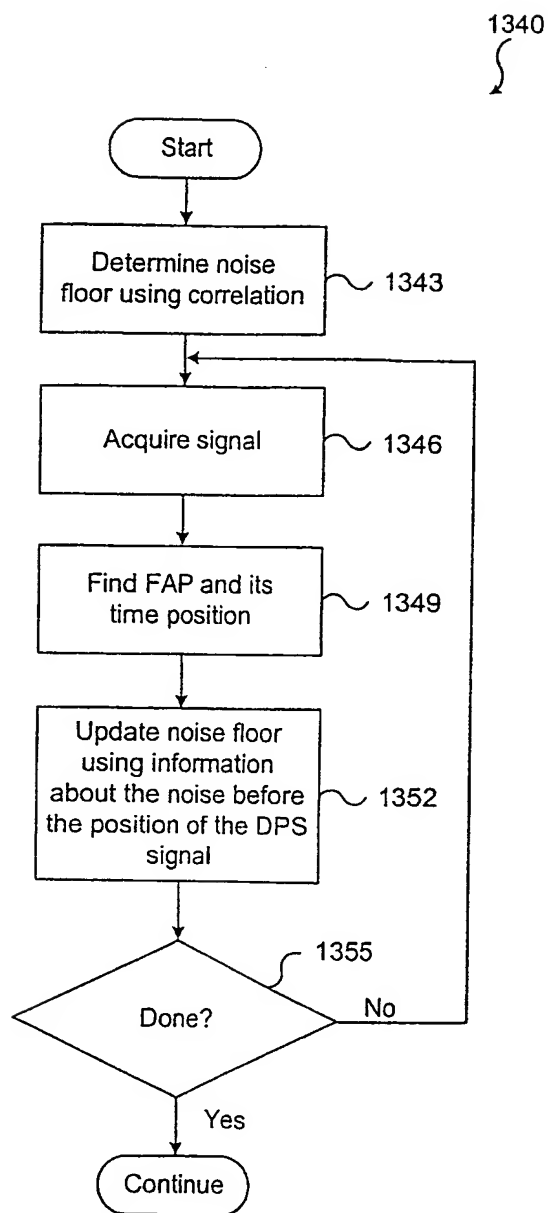 1340
Start
Determine noise
floor using correlation
1343
Acquire signal
1346
Find FAP and its
time position
1349
Update noise floor
using information
about the noise before
the position of the DPS
signal
1352
1355
Done?
No
Yes
Continue